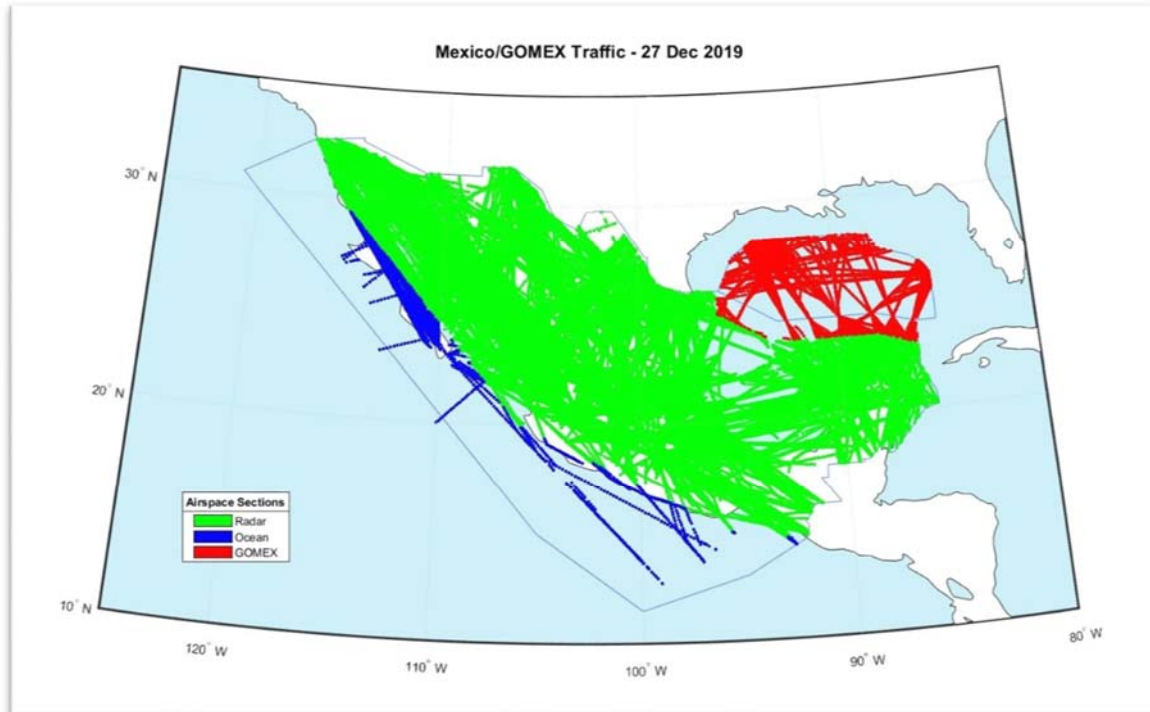 Mexico/GOMEX Traffic - 27 Dec 2019
30° N
20° N
Airspace Sections
Radar
Ocean
GOMEX
10° N
120° W
110° W
100° W
90° W
80° W